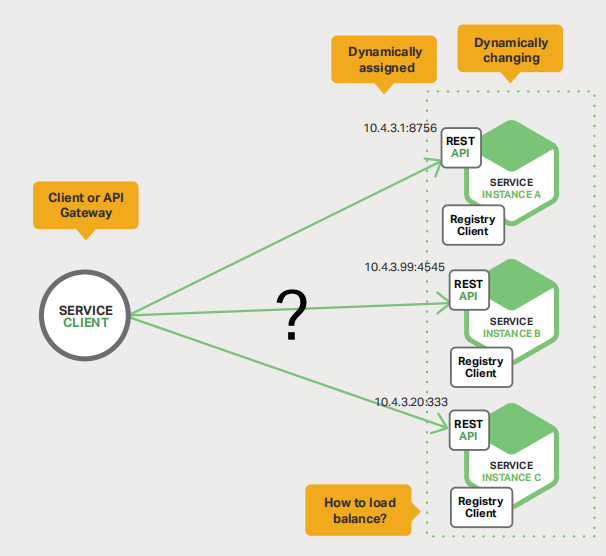 Dynamically
assigned
Dynamically
changing
10.4.3.1:8756
REST
API
SERVICE
INSTANCE A
Registry
Client
Client or API
Gateway
SERVICE
CLIENT
?
10.4.3.99:4545
REST
API
SERVICE
INSTANCE B
Registry
Client
10.4.3.20:333
REST
API
SERVICE
INSTANCE C
Registry
Client
How to load
balance?